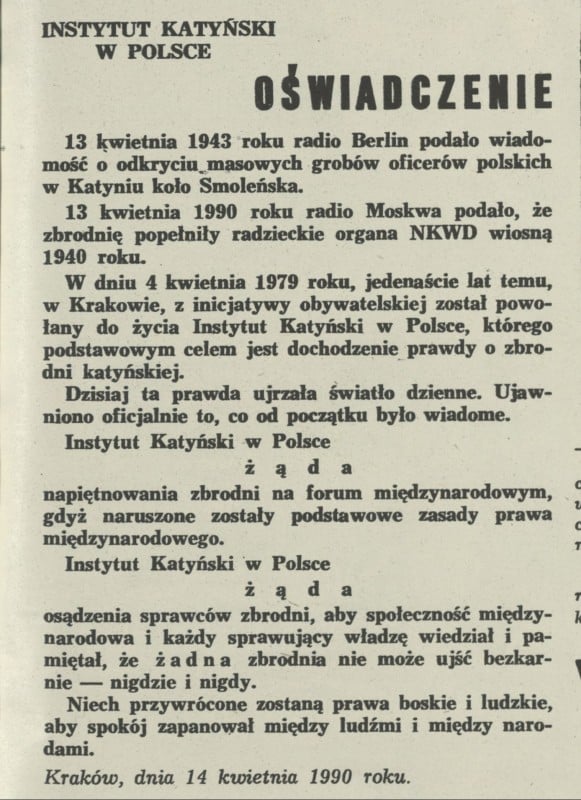 INSTYTUT KATYŃSKI
W POLSCE
OŚWIADCZENIE
13 kwietnia 1943 roku radio Berlin podało wiado-
mość o odkryciu masowych grobów oficerów polskich
w Katyniu koło Smoleńska.
13 kwietnia 1990 roku radio Moskwa podało, że
zbrodnię popełniły radzieckie organa NKWD wiosną
1940 roku.
W dniu 4 kwietnia 1979 roku, jedenaście lat temu,
w Krakowie, z inicjatywy obywatelskiej został powo-
łany do życia Instytut Katyński w Polsce, którego
podstawowym celem jest dochodzenie prawdy o zbro-
dni katyńskiej.
Dzisiaj ta prawda ujrzała światło dzienne. Ujaw-
niono oficjalnie to, co od początku było wiadome.
Instytut Katyński w Polsce
ż ą d a
napiętnowania zbrodni na forum międzynarodowym,
gdyż naruszone zostały podstawowe zasady prawa
międzynarodowego.
Instytut Katyński w Polsce
ż ą d a
osądzenia sprawców zbrodni, aby społeczność między-
narodowa i każdy sprawujący władzę wiedział i pa-
miętał, że ż a d n a zbrodnia nie może ujść bezkar-
nie — nigdzie i nigdy.
Niech przywrócone zostaną prawa boskie i ludzkie,
aby spokój zapanował między ludźmi i między naro-
dami.
Kraków, dnia 14 kwietnia 1990 roku.